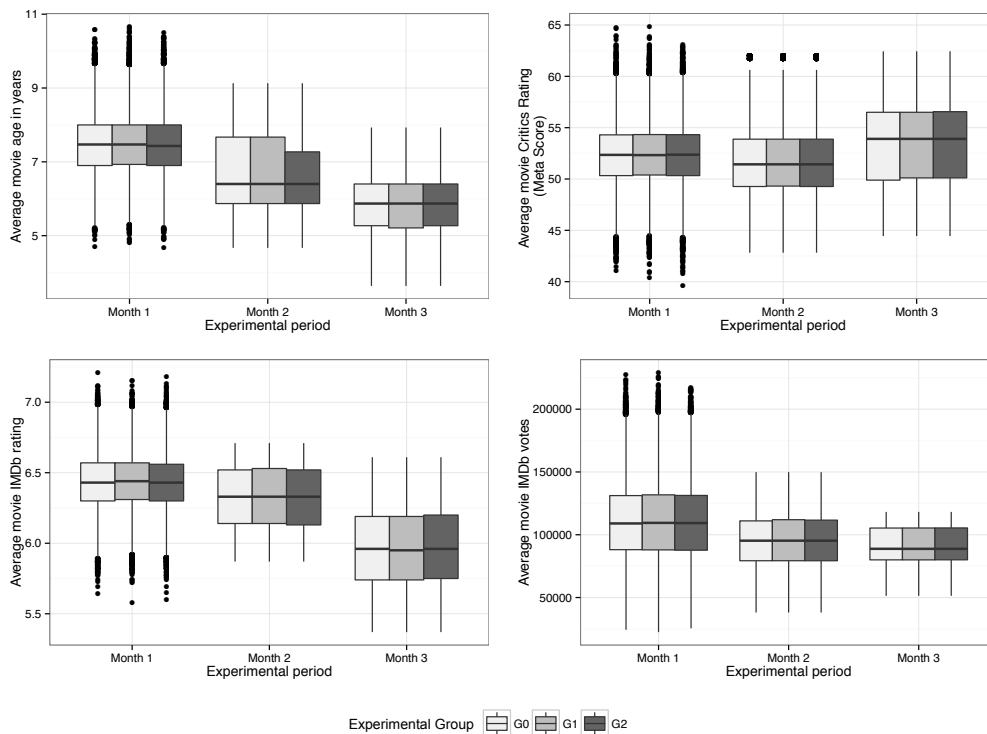 11
9
7
5
Average movie age in years
Month 1
Month 2
Month 3
Experimental period
65
60
55
50
45
40
Average movie Critics Rating
(Meta Score)
Month 1
Month 2
Month 3
Experimental period
7.0
6.5
6.0
5.5
Average movie IMDb rating
Month 1
Month 2
Month 3
Experimental period
200000
150000
100000
50000
Average movie IMDb votes
Month 1
Month 2
Month 3
Experimental period
Experimental Group G0 G1 G2